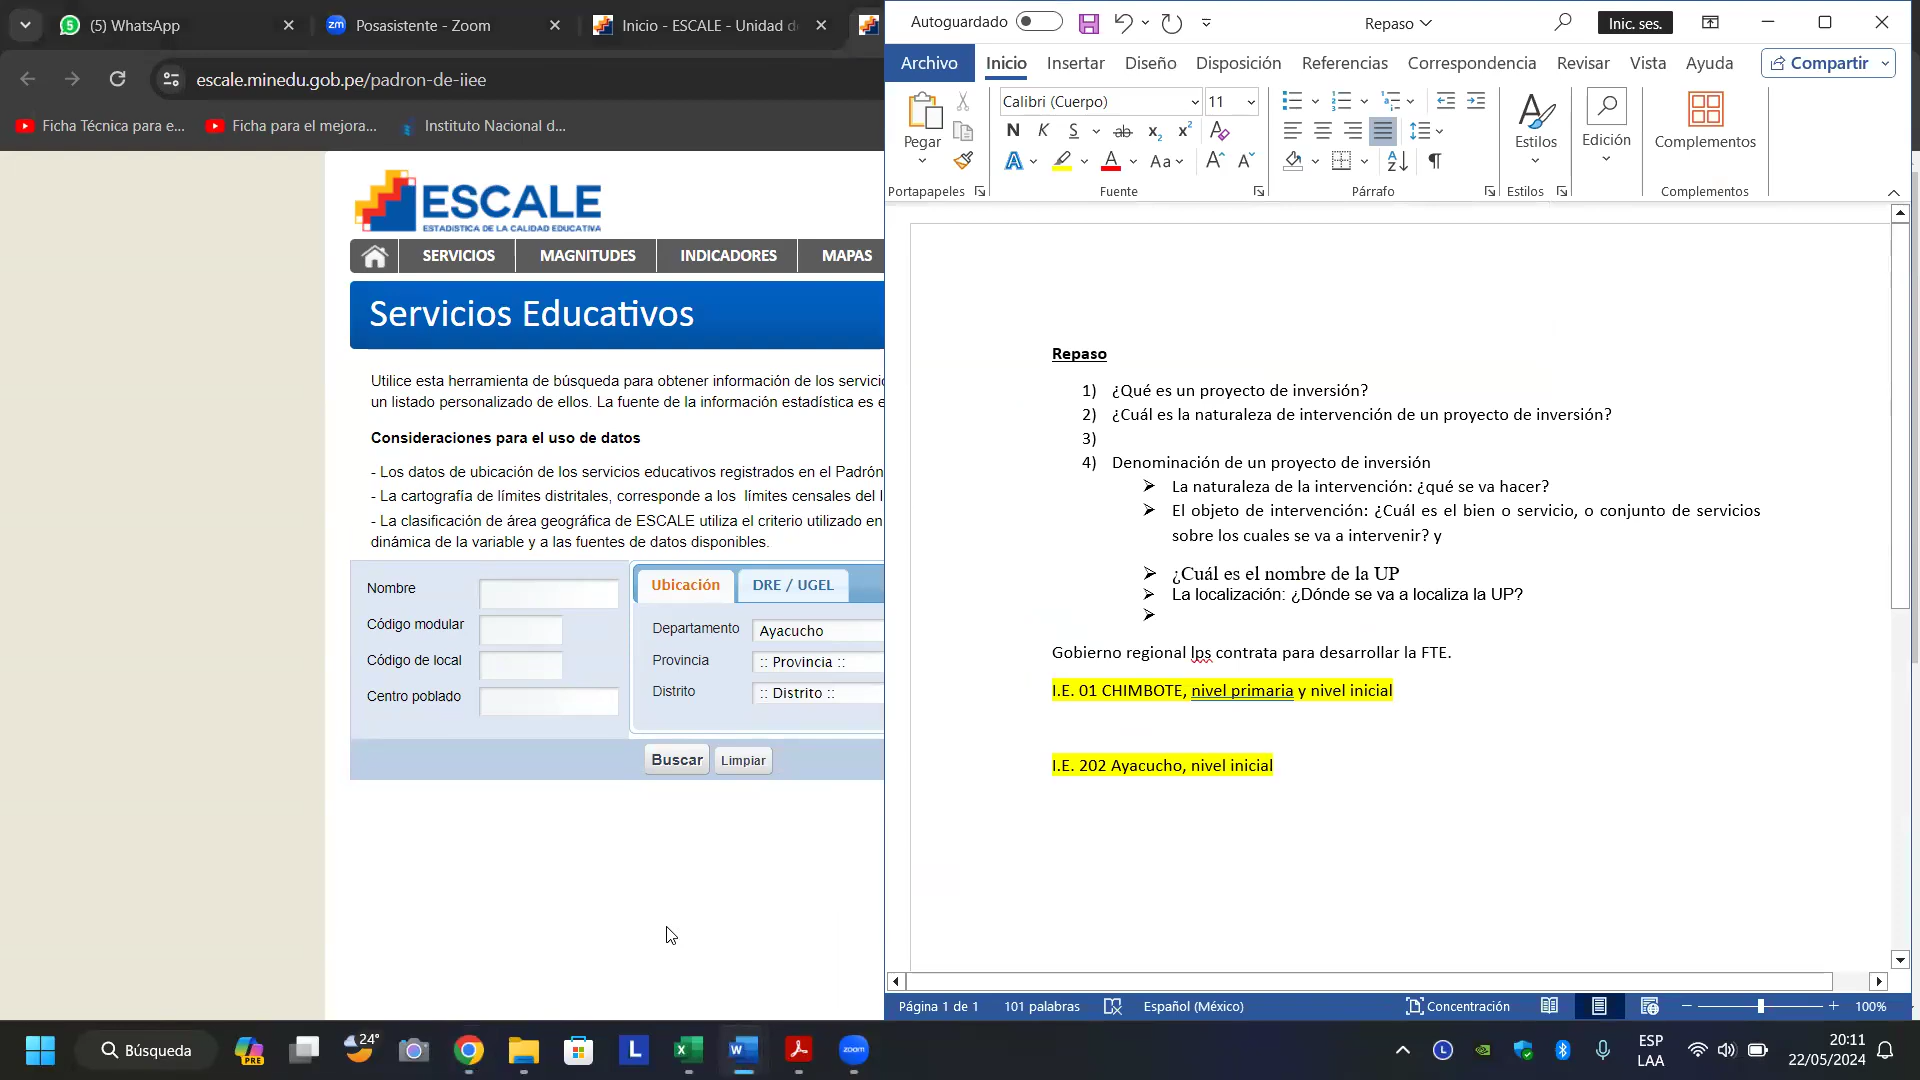 (5) WhatsApp
Posasistente - Zoom
Inicio - ESCALE - Unidad d
escale.minedu.gob.pe/padron-de-iiee
Ficha Técnica para e...
Ficha para el mejora...
Instituto Nacional d...
ESCALE
ESTADÍSTICA DE LA CALIDAD EDUCATIVA
SERVICIOS
MAGNITUDES
INDICADORES
MAPAS
Servicios Educativos
Utilice esta herramienta de búsqueda para obtener información de los servicio
un listado personalizado de ellos. La fuente de la información estadística es e
Consideraciones para el uso de datos
- Los datos de ubicación de los servicios educativos registrados en el Padrón
- La cartografía de límites distritales, corresponde a los límites censales del I
- La clasificación de área geográfica de ESCALE utiliza el criterio utilizado en
dinámica de la variable y a las fuentes de datos disponibles.
Nombre
Código modular
Código de local
Centro poblado
Ubicación
DRE / UGEL
Departamento
Ayacucho
Provincia
:: Provincia ::
Distrito
:: Distrito ::
Buscar
Limpiar
Autoguardado
Repaso
Inic. ses.
Archivo
Inicio
Insertar
Diseño
Disposición
Referencias
Correspondencia
Revisar
Vista
Ayuda
Compartir
Pegar
Calibri (Cuerpo)
11
N
K
S
ab
x₂
x²
A
A
Aa
A
A
Estilos
Edición
Complementos
Portapapeles
Fuente
Párrafo
Estilos
Complementos
Repaso
1) ¿Qué es un proyecto de inversión?
2) ¿Cuál es la naturaleza de intervención de un proyecto de inversión?
3)
4) Denominación de un proyecto de inversión
La naturaleza de la intervención: ¿qué se va hacer?
El objeto de intervención: ¿Cuál es el bien o servicio, o conjunto de servicios
sobre los cuales se va a intervenir? y
¿Cuál es el nombre de la UP
La localización: ¿Dónde se va a localiza la UP?
Gobierno regional lps contrata para desarrollar la FTE.
I.E. 01 CHIMBOTE, nivel primaria y nivel inicial
I.E. 202 Ayacucho, nivel inicial
Página 1 de 1
101 palabras
Español (México)
Concentración
100%
Búsqueda
PRE
24°
L
zoom
ESP
LAA
20:11
22/05/2024